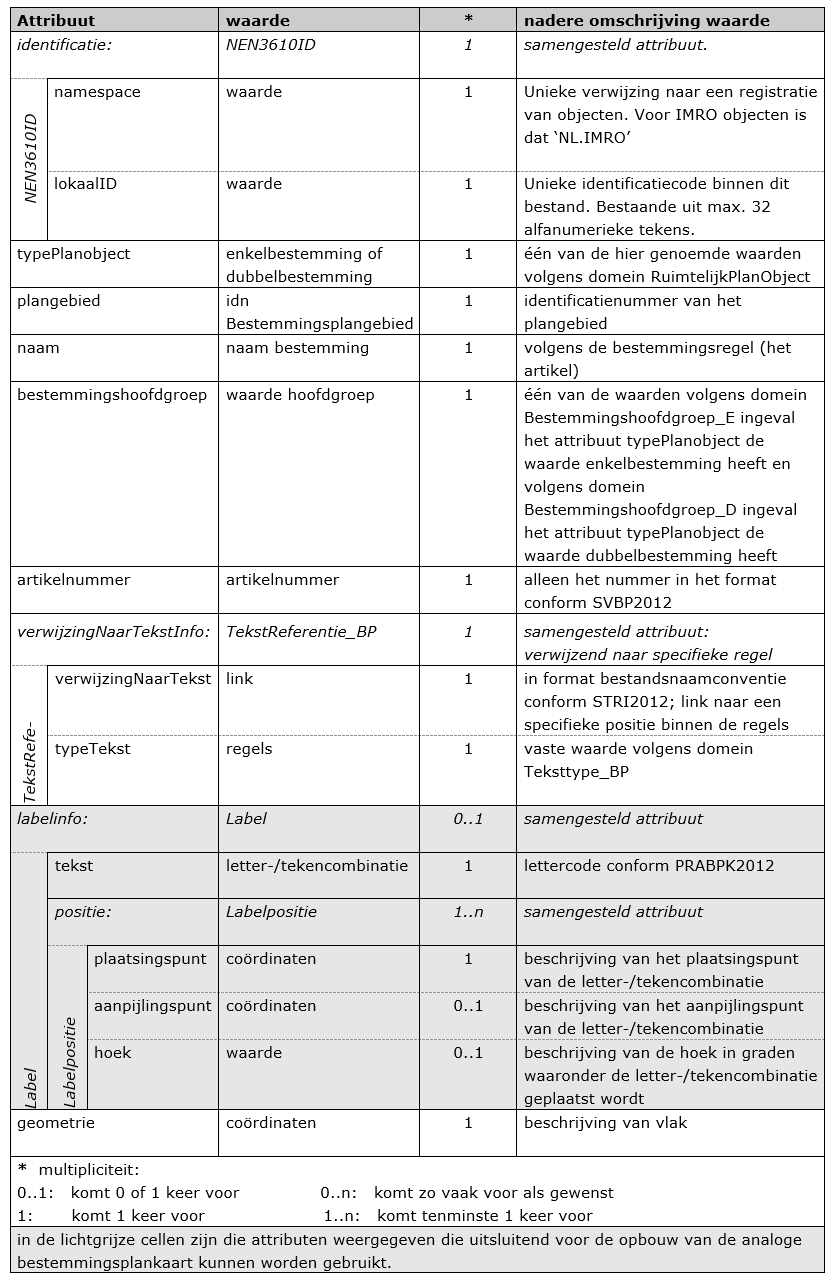 Attribuut waarde * nadere omschrijving waarde
identificatie: NEN3610ID 1 samengesteld attribuut.
NEN3610ID
namespace waarde 1 Unieke verwijzing naar een registratie
van objecten. Voor IMRO objecten is
dat ‘NL.IMRO’
lokaalID waarde 1 Unieke identificatiecode binnen dit
bestand. Bestaande uit max. 32
alfanumerieke tekens.
typePlanobject enkelbestemming of 1 één van de hier genoemde waarden
dubbelbestemming volgens domein RuimtelijkPlanObject
plangebied idn 1 identificatienummer van het
Bestemmingsplangebied plangebied
naam naam bestemming 1 volgens de bestemmingsregel (het
artikel)
bestemmingshoofdgroep waarde hoofdgroep 1 één van de waarden volgens domein
Bestemmingshoofdgroep_E ingeval
het attribuut typePlanobject de
waarde enkelbestemming heeft en
volgens domein
Bestemmingshoofdgroep_D ingeval
het attribuut typePlanobject de
waarde dubbelbestemming heeft
artikelnummer artikelnummer 1 alleen het nummer in het format
conform SVBP2012
verwijzingNaarTekstInfo: TekstReferentie_BP 1 samengesteld attribuut:
verwijzend naar specifieke regel
TekstRefe-
verwijzingNaarTekst link 1 in format bestandsnaamconventie
conform STRI2012; link naar een
specifieke positie binnen de regels
typeTekst regels 1 vaste waarde volgens domein
Teksttype_BP
labelinfo: Label 0..1 samengesteld attribuut
Label
tekst letter-/tekencombinatie 1 lettercode conform PRABPK2012
positie: Labelpositie 1..n samengesteld attribuut
Labelpositie
plaatsingspunt coördinaten 1 beschrijving van het plaatsingspunt
van de letter-/tekencombinatie
aanpijlingspunt coördinaten 0..1 beschrijving van het aanpijlingspunt
van de letter-/tekencombinatie
hoek waarde 0..1 beschrijving van de hoek in graden
waaronder de letter-/tekencombinatie
geplaatst wordt
geometrie coördinaten 1 beschrijving van vlak
* multipliciteit:
0..1: komt 0 of 1 keer voor 0..n: komt zo vaak voor als gewenst
1: komt 1 keer voor 1..n: komt tenminste 1 keer voor
in de lichtgrijze cellen zijn die attributen weergegeven die uitsluitend voor de opbouw van de analoge
bestemmingsplankaart kunnen worden gebruikt.